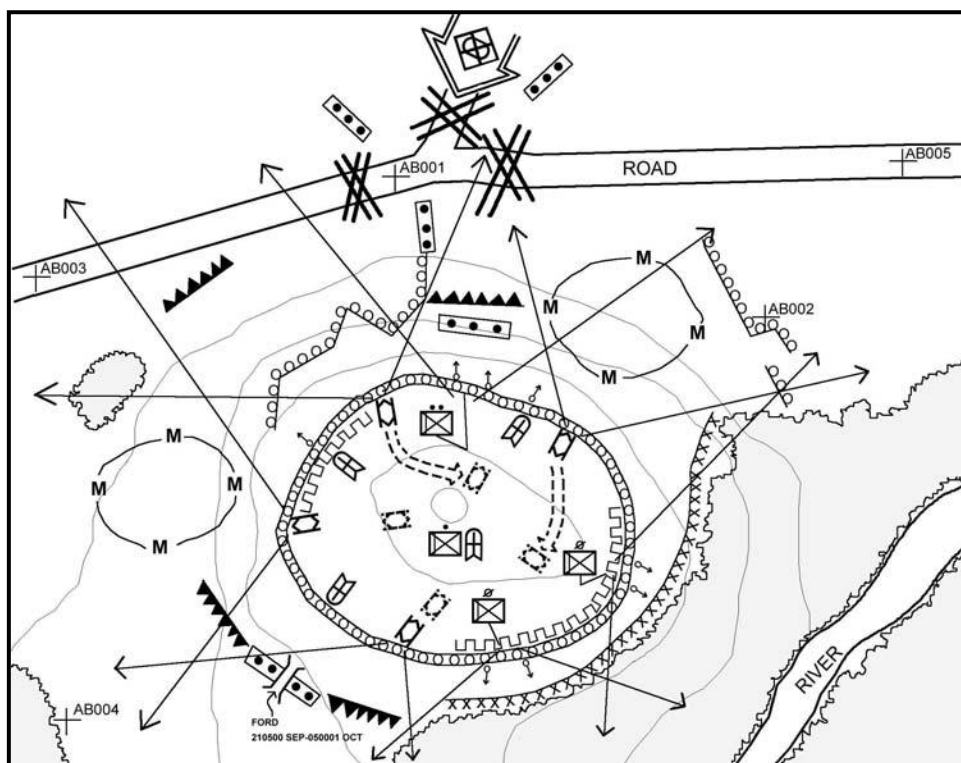 AB001
ROAD
AB005
AB003
M
M
M
AB002
M
M
M
M
M
RIVER
AB004
FORD
210500 SEP-050001 OCT